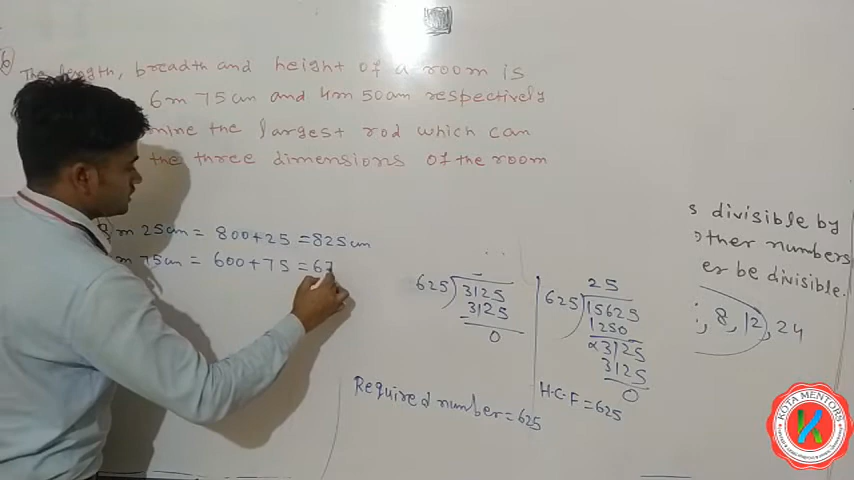 6
The length, breadth and height of a room is
6m 75cm and 4m 50cm respectively
mine the largest rod which can
the three dimensions of the room
8m 25cm = 800+25 = 825cm
m 75cm = 600+75 = 67
625) 3125
3125
0
25
625) 15625
1250
3125
3125
0
Required number = 625
H.C.F = 625
s divisible by
other numbers
er be divisible.
8, 12, 24
KOTA MENTORS
K